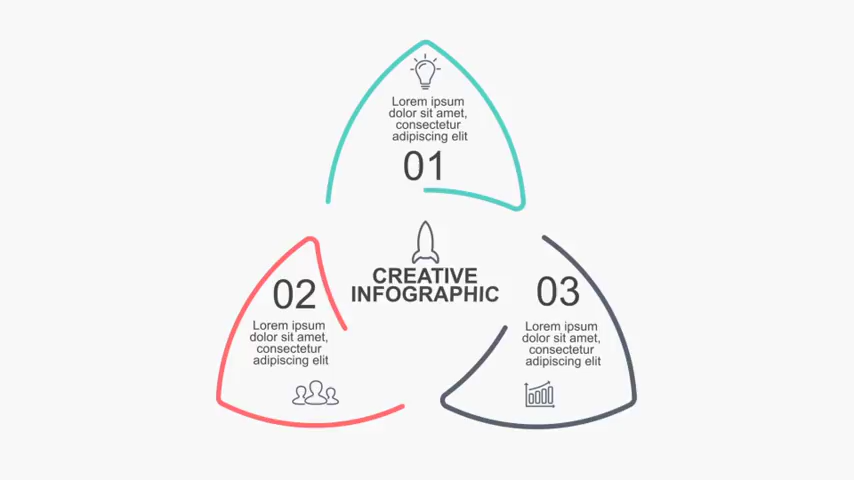 Lorem ipsum
dolor sit amet,
consectetur
adipiscing elit
01
CREATIVE
INFOGRAPHIC
02
Lorem ipsum
dolor sit amet,
consectetur
adipiscing elit
03
Lorem ipsum
dolor sit amet,
consectetur
adipiscing elit